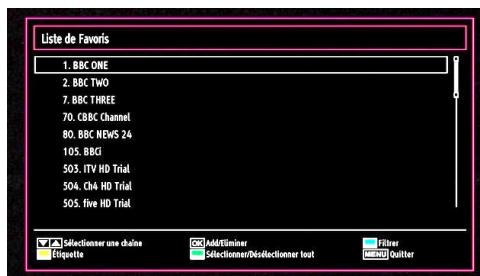 Liste de Favoris
1. BBC ONE
2. BBC TWO
7. BBC THREE
70. CBBC Channel
80. BBC NEWS 24
105. BBCi
503. ITV HD Trial
504. Ch4 HD Trial
505. five HD Trial
Sélectionner une chaîne OK Add/Eliminer Filtrer
Étiquette Sélectionner/Désélectionner tout MENU Quitter